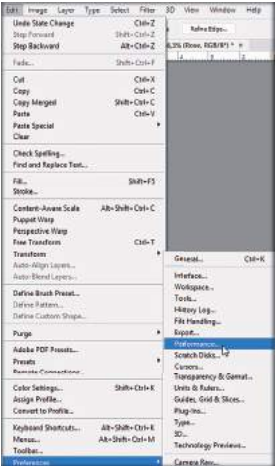 Edit Image Layer Type Select Filter 3D View Window Help
Undo State Change Ctrl+Z
Step Forward Shift+Ctrl+Z
Step Backward Alt+Ctrl+Z
Refine Edge...
Fade... Shift+Ctrl+F
Cut Ctrl+X
Copy Ctrl+C
Copy Merged Shift+Ctrl+C
Paste Ctrl+V
Paste Special
Clear
Check Spelling...
Find and Replace Text...
Fill... Shift+F5
Stroke...
Content-Aware Scale Alt+Shift+Ctrl+C
Puppet Warp
Perspective Warp
Free Transform Ctrl+T
Transform
Auto-Align Layers...
Auto-Blend Layers...
Define Brush Preset...
Define Pattern...
Define Custom Shape...
Purge
Adobe PDF Presets...
Presets
Remote Connections...
Color Settings... Shift+Ctrl+K
Assign Profile...
Convert to Profile...
Keyboard Shortcuts... Alt+Shift+Ctrl+K
Menus... Alt+Shift+Ctrl+M
Toolbar...
Preferences
General... Ctrl+K
Interface...
Workspace...
Tools...
History Log...
File Handling...
Export...
Performance...
Scratch Disks...
Cursors...
Transparency & Gamut...
Units & Rulers...
Guides, Grid & Slices...
Plug-Ins...
Type...
3D...
Technology Previews...
Camera Raw...